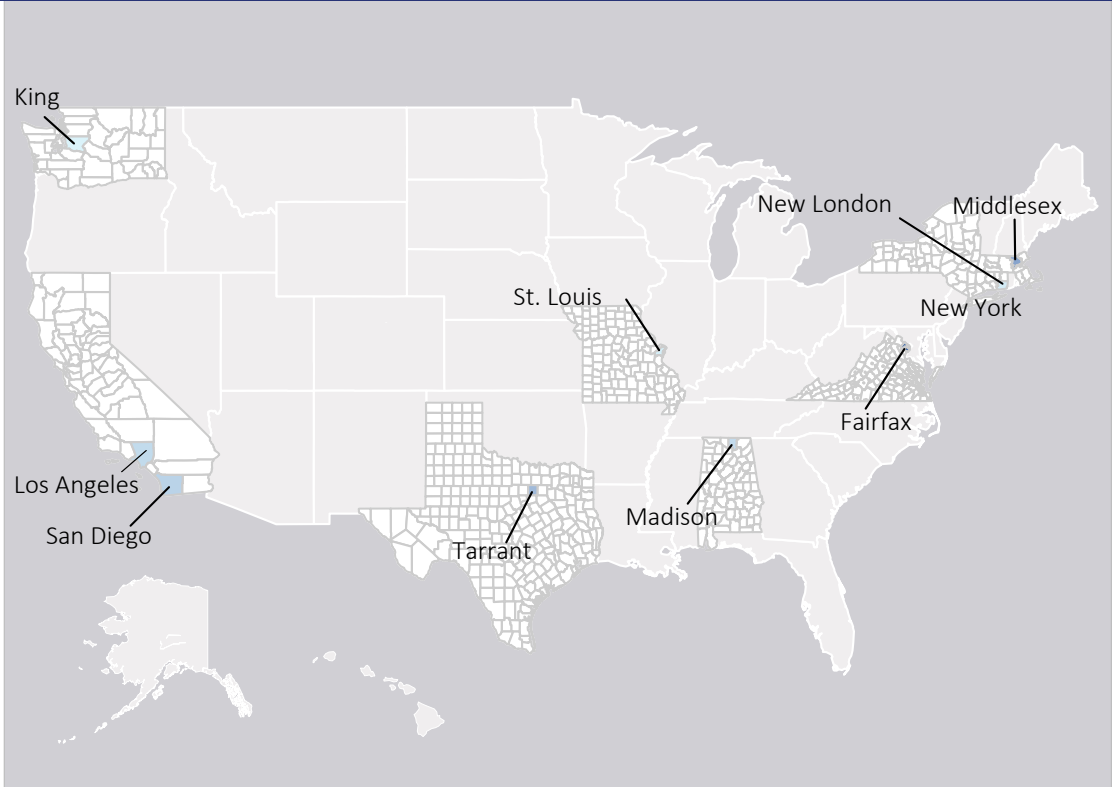 King
New London
Middlesex
St. Louis
New York
Fairfax
Los Angeles
Madison
San Diego
Tarrant